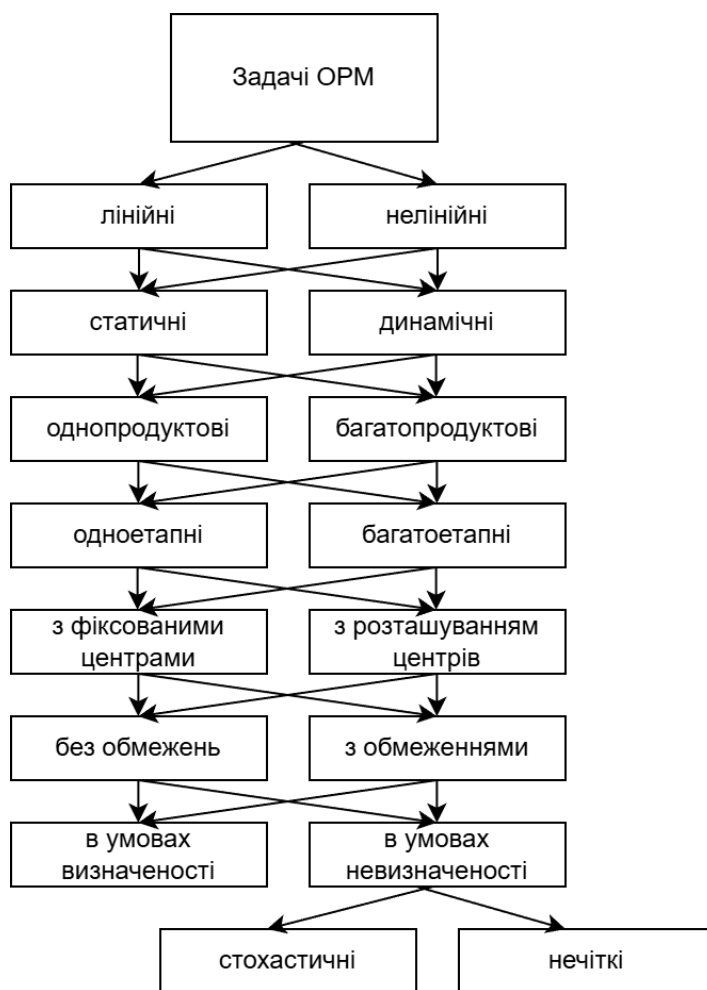 Задачі ОРМ
лінійні
нелінійні
статичні
динамічні
однопродуктові
багатопродуктові
одноетапні
багатоетапні
з фіксованими
центрами
з розташуванням
центрів
без обмежень
з обмеженнями
в умовах
визначеності
в умовах
невизначеності
стохастичні
нечіткі